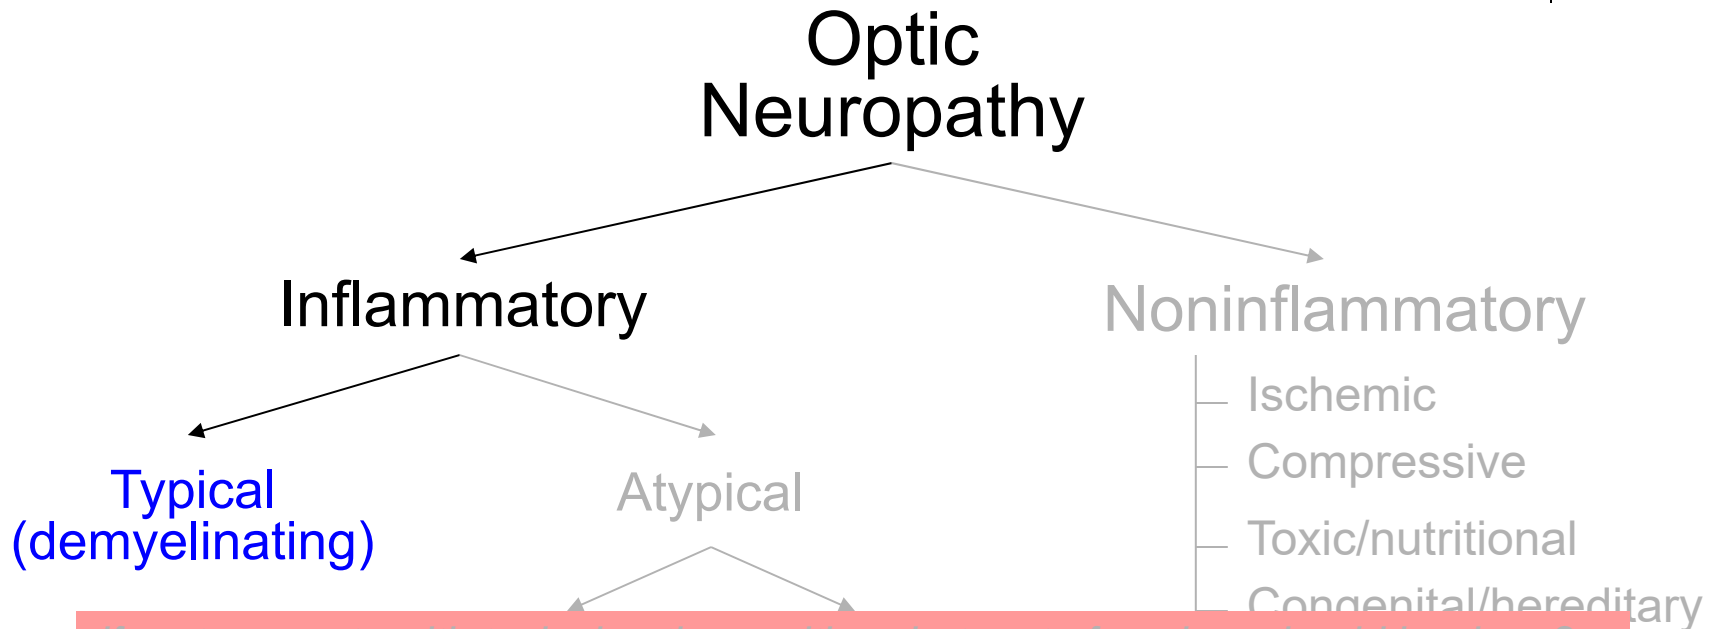 Optic
Neuropathy
Inflammatory
Noninflammatory
Typical
(demyelinating)
Atypical
Ischemic
Compressive
Toxic/nutritional
Congenital/hereditary